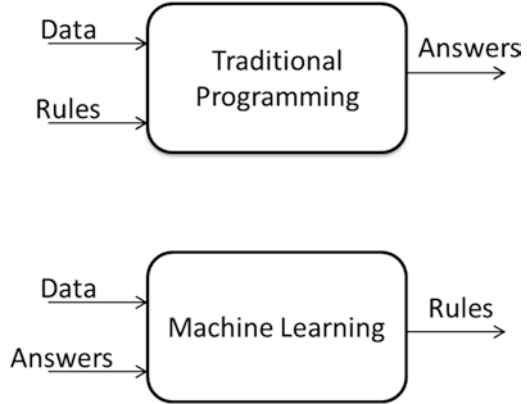 Data
Rules
Traditional
Programming
Answers
Data
Answers
Machine Learning
Rules